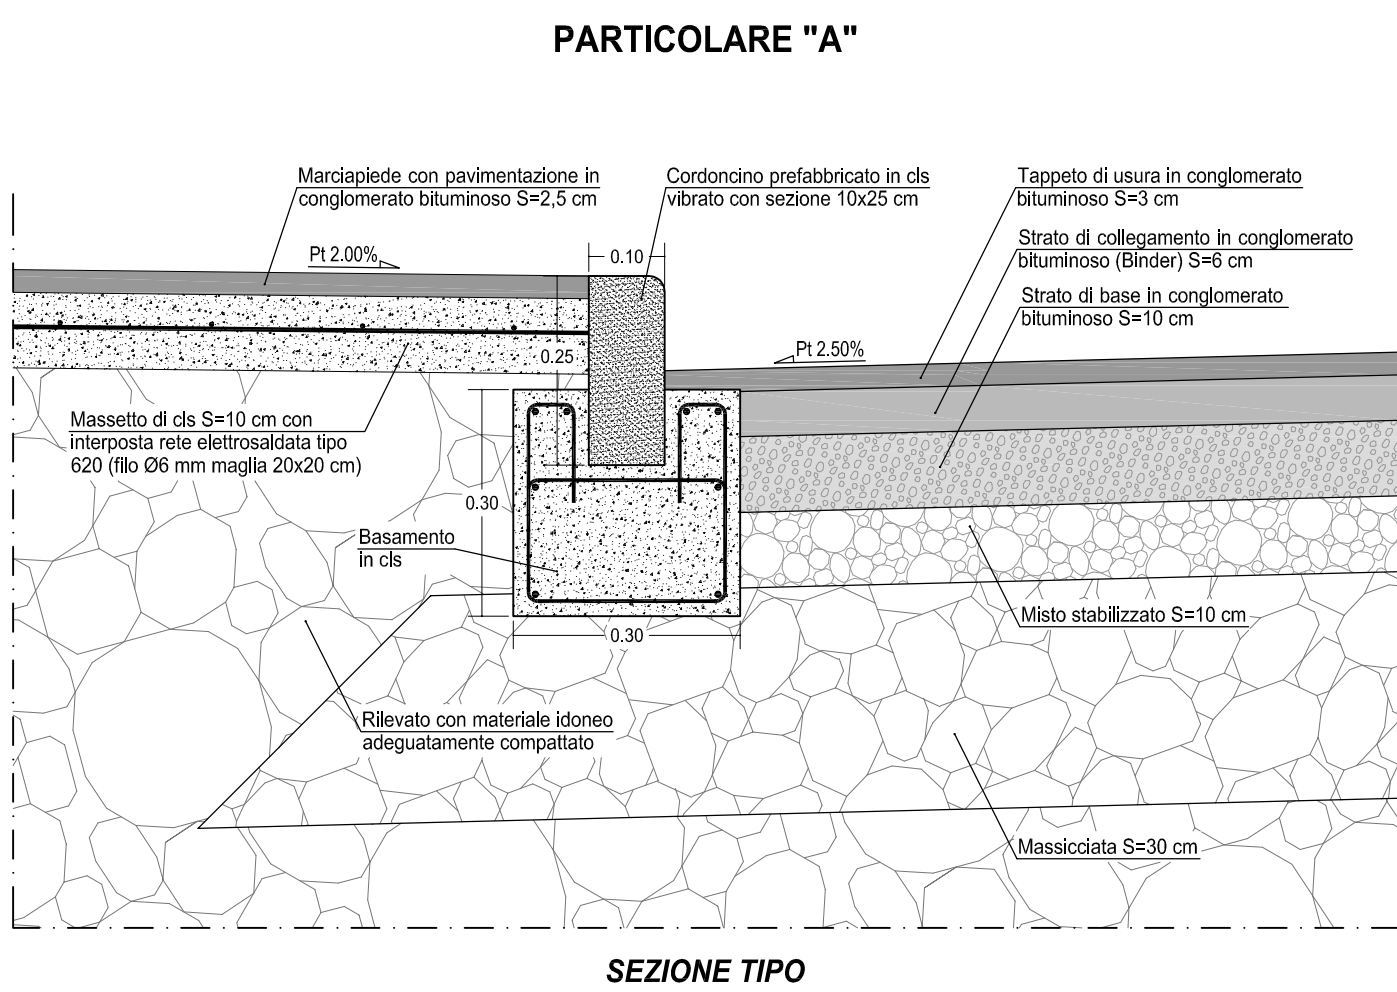 PARTICOLARE "A"
Marciapiede con pavimentazione in
conglomerato bituminoso S=2,5 cm
Cordoncino prefabbricato in cls
vibrato con sezione 10x25 cm
Tappeto di usura in conglomerato
bituminoso S=3 cm
Strato di collegamento in conglomerato
bituminoso (Binder) S=6 cm
Strato di base in conglomerato
bituminoso S=10 cm
Pt 2.00%
0.10
0.25
Pt 2.50%
Massetto di cls S=10 cm con
interposta rete elettrosaldata tipo
620 (filo Ø6 mm maglia 20x20 cm)
0.30
Basamento
in cls
0.30
Misto stabilizzato S=10 cm
Rilevato con materiale idoneo
adeguatamente compattato
Massicciata S=30 cm
SEZIONE TIPO